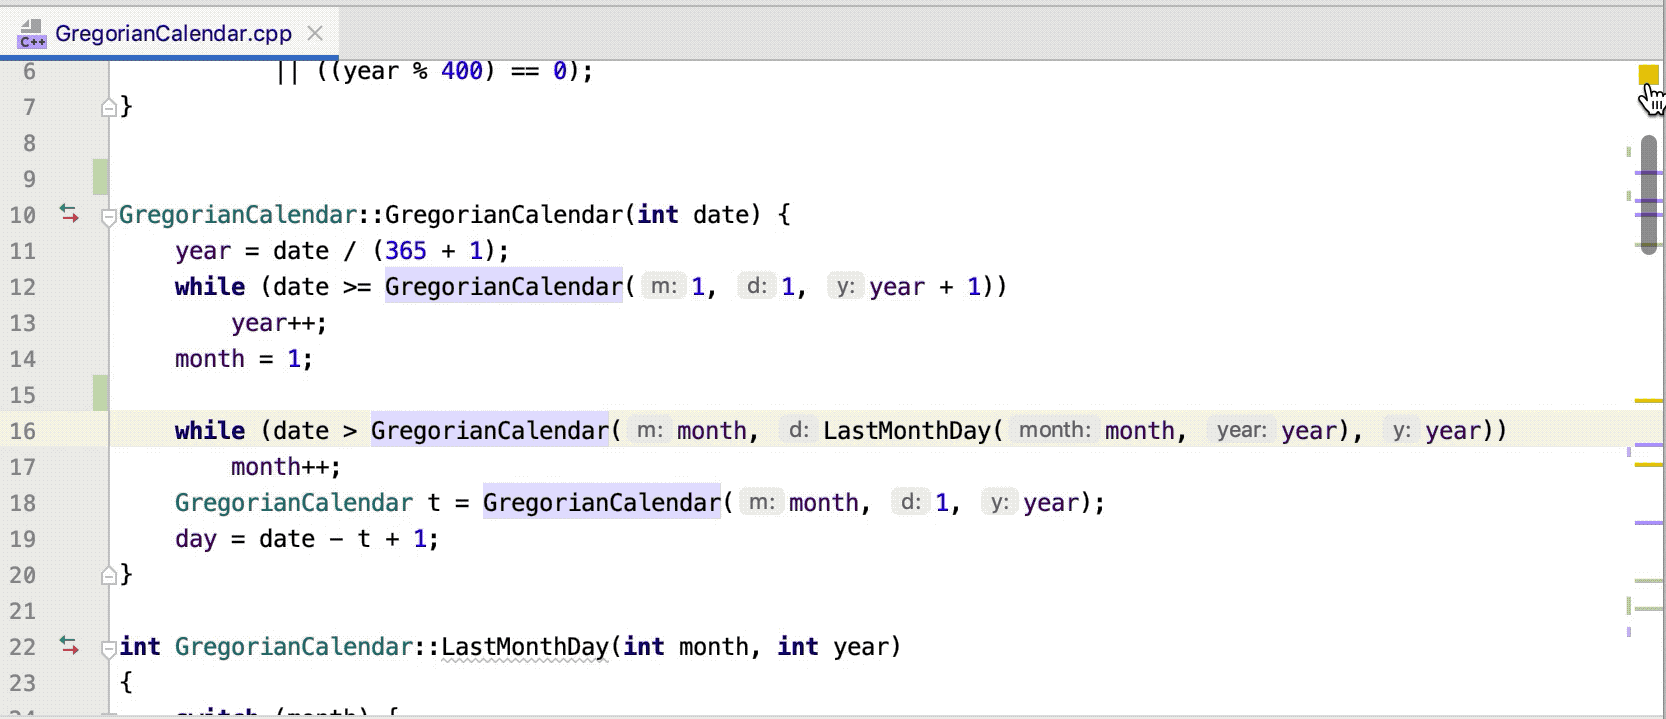 GregorianCalendar.cpp
C++
6 || ((year % 400) == 0);
7 }
8
9
10 GregorianCalendar::GregorianCalendar(int date) {
11 year = date / (365 + 1);
12 while (date >= GregorianCalendar( m: 1, d: 1, y: year + 1))
13 year++;
14 month = 1;
15
16 while (date > GregorianCalendar( m: month, d: LastMonthDay( month: month, year: year), y: year))
17 month++;
18 GregorianCalendar t = GregorianCalendar( m: month, d: 1, y: year);
19 day = date - t + 1;
20 }
21
22 int GregorianCalendar::LastMonthDay(int month, int year)
23 {
24 switch (month) {